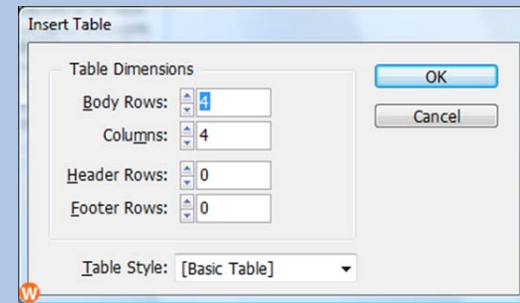 Insert Table
Table Dimensions
Body Rows: 4
Columns: 4
Header Rows: 0
Footer Rows: 0
Table Style: [Basic Table]
OK
Cancel
W